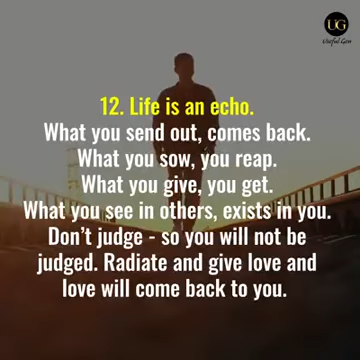 UG
Useful Gen
12. Life is an echo.
What you send out, comes back.
What you sow, you reap.
What you give, you get.
What you see in others, exists in you.
Don’t judge - so you will not be
judged. Radiate and give love and
love will come back to you.